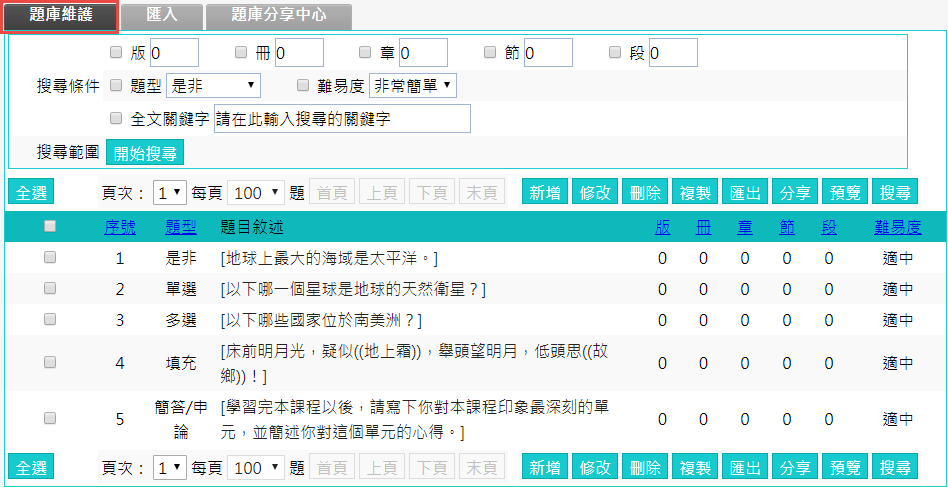 題庫維護 匯入 題庫分享中心
版 0 冊 0 章 0 節 0 段 0
搜尋條件 題型 是非 難易度 非常簡單
全文關鍵字 請在此輸入搜尋的關鍵字
搜尋範圍 開始搜尋
全選 頁次： 1 每頁 100 題 首頁 上頁 下頁 末頁 新增 修改 刪除 複製 匯出 分享 預覽 搜尋
序號 題型 題目敘述 版 冊 章 節 段 難易度
1 是非 [地球上最大的海域是太平洋。] 0 0 0 0 0 適中
2 單選 [以下哪一個星球是地球的天然衛星？] 0 0 0 0 0 適中
3 多選 [以下哪些國家位於南美洲？] 0 0 0 0 0 適中
4 填充 [床前明月光，疑似((地上霜))，舉頭望明月，低頭思((故
鄉))！] 0 0 0 0 0 適中
5 簡答/申
論 [學習完本課程以後，請寫下你對本課程印象最深刻的單
元，並簡述你對這個單元的心得。] 0 0 0 0 0 適中
全選 頁次： 1 每頁 100 題 首頁 上頁 下頁 末頁 新增 修改 刪除 複製 匯出 分享 預覽 搜尋